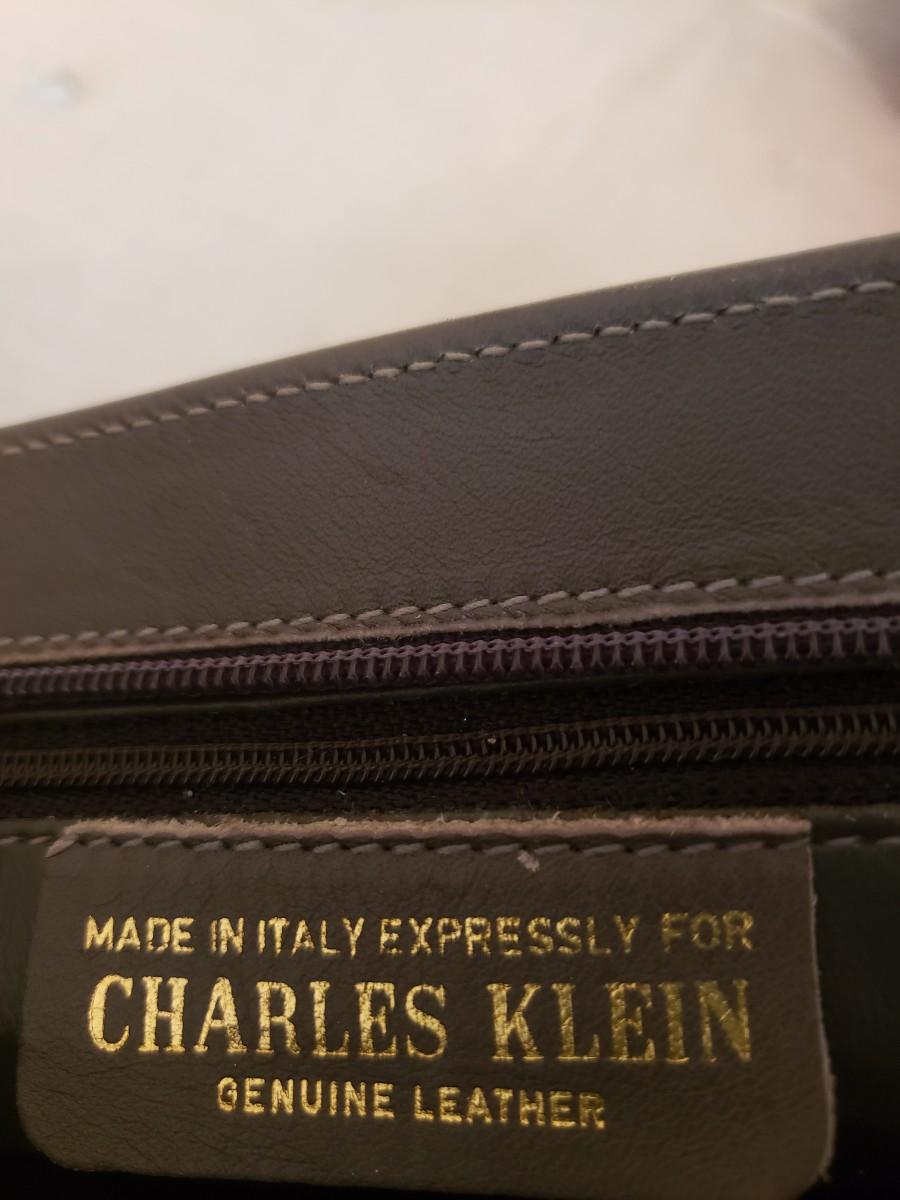 MADE IN ITALY EXPRESSLY FOR
CHARLES KLEIN
GENUINE LEATHER